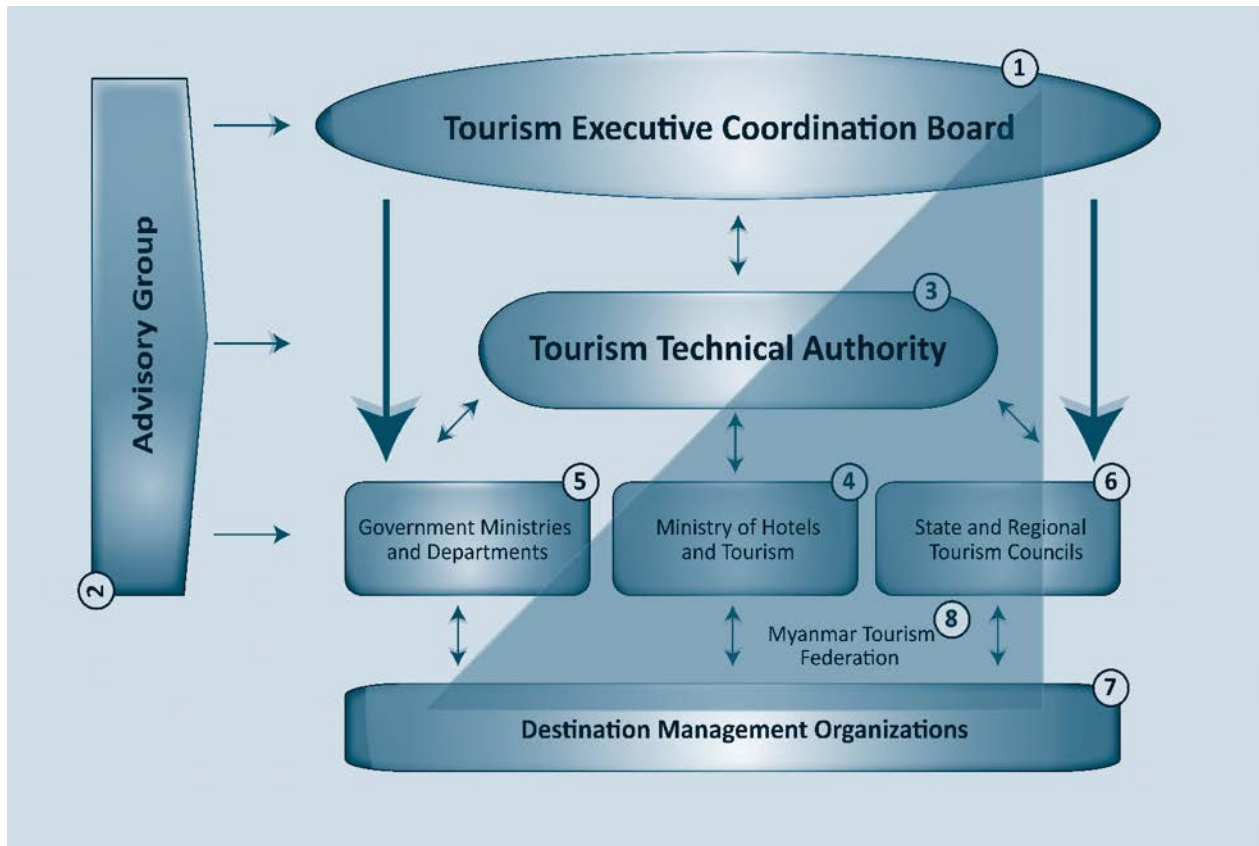 1
Tourism Executive Coordination Board
Advisory Group
2
3
Tourism Technical Authority
5
Government Ministries
and Departments
4
Ministry of Hotels
and Tourism
6
State and Regional
Tourism Councils
8
Myanmar Tourism
Federation
7
Destination Management Organizations